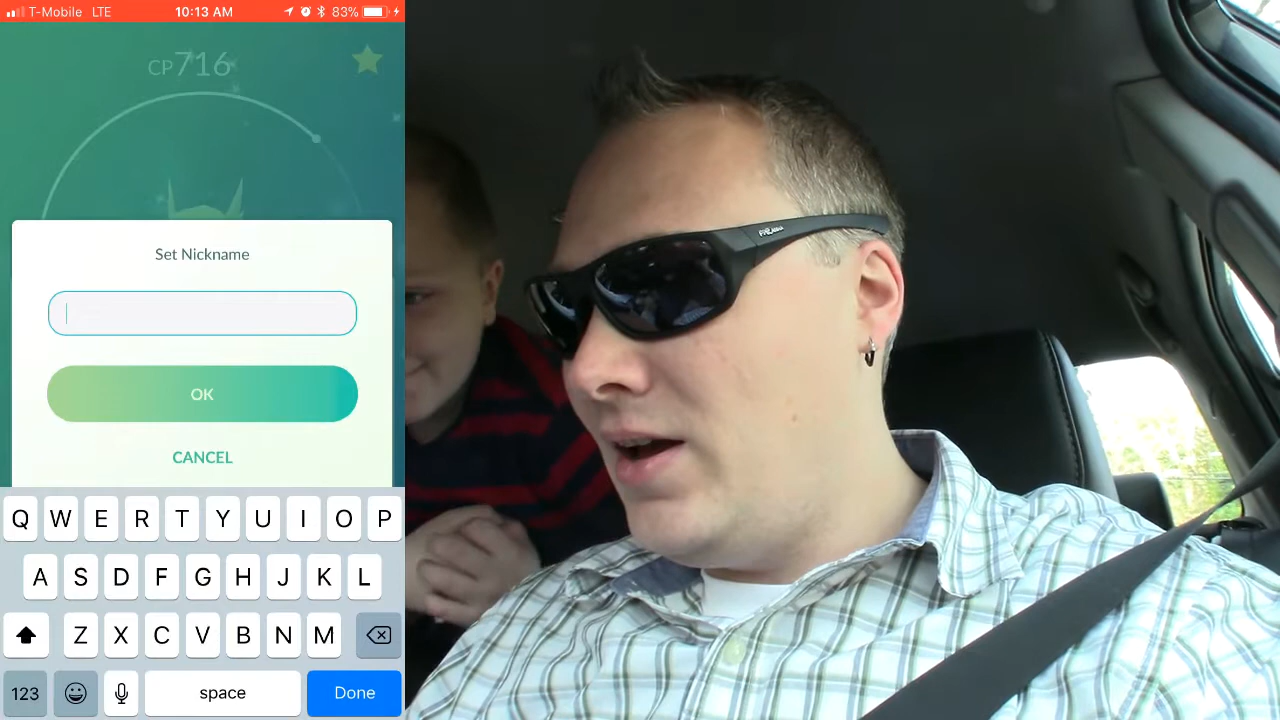 T-Mobile LTE 10:13 AM 83%
CP716
Set Nickname
OK
CANCEL
Q W E R T Y U I O P
A S D F G H J K L
Z X C V B N M
123 space Done